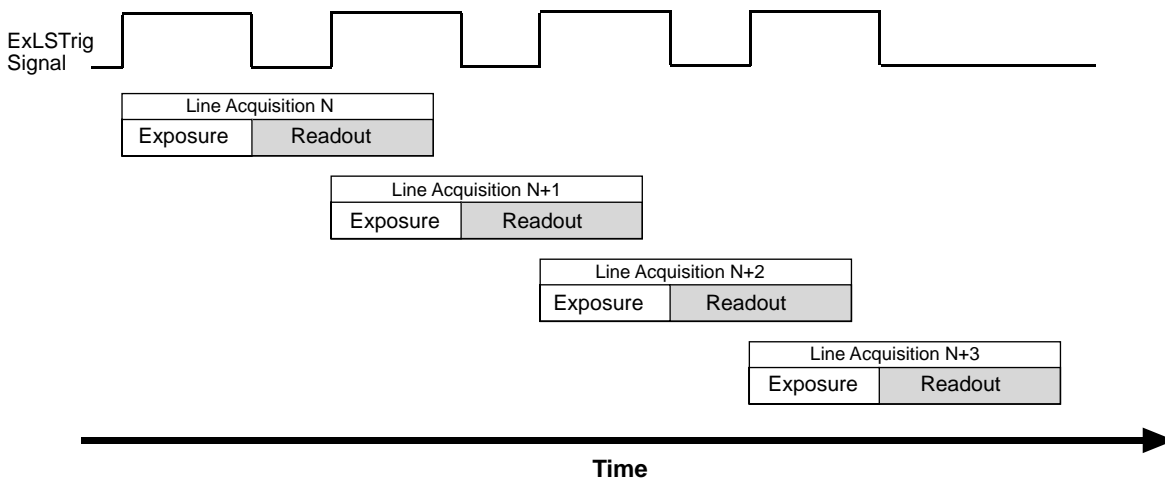 ExLSTrig
Signal
Line Acquisition N
Exposure Readout
Line Acquisition N+1
Exposure Readout
Line Acquisition N+2
Exposure Readout
Line Acquisition N+3
Exposure Readout
Time